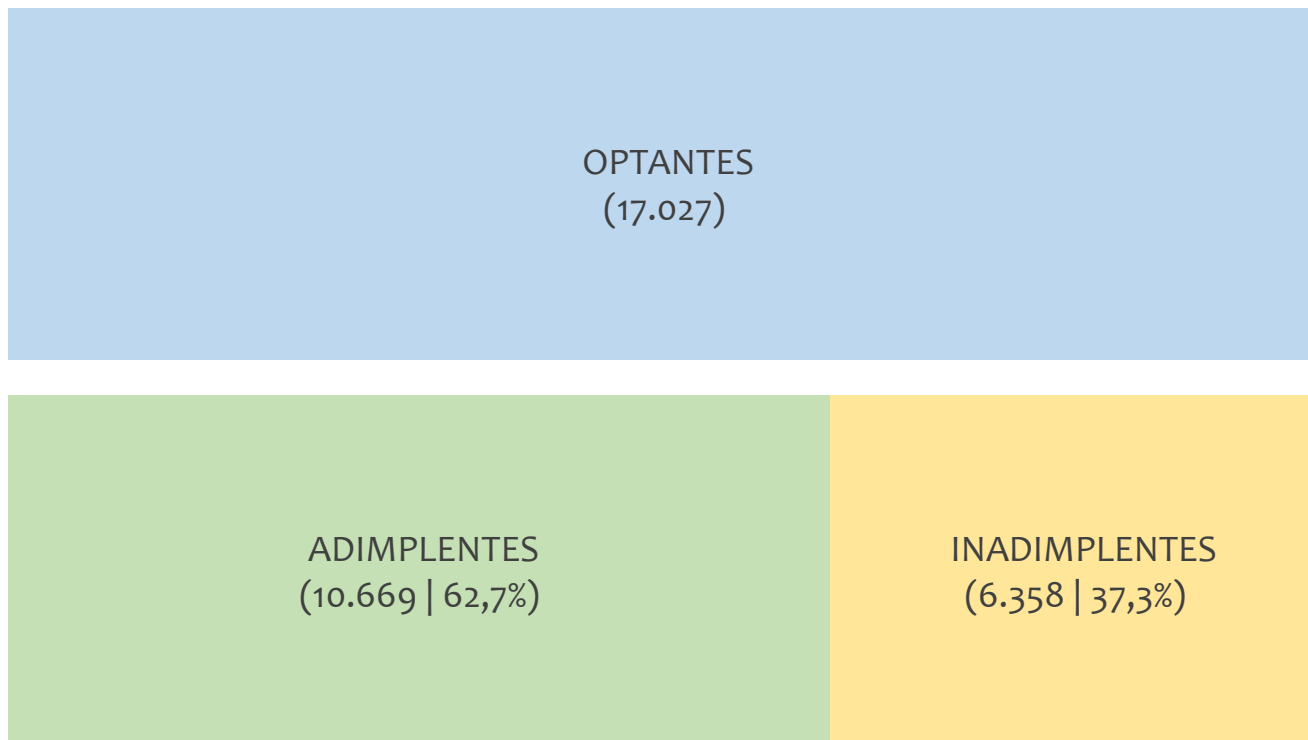 OPTANTES
(17.027)
ADIMPLENTES
(10.669 | 62,7%)
INADIMPLENTES
(6.358 | 37,3%)